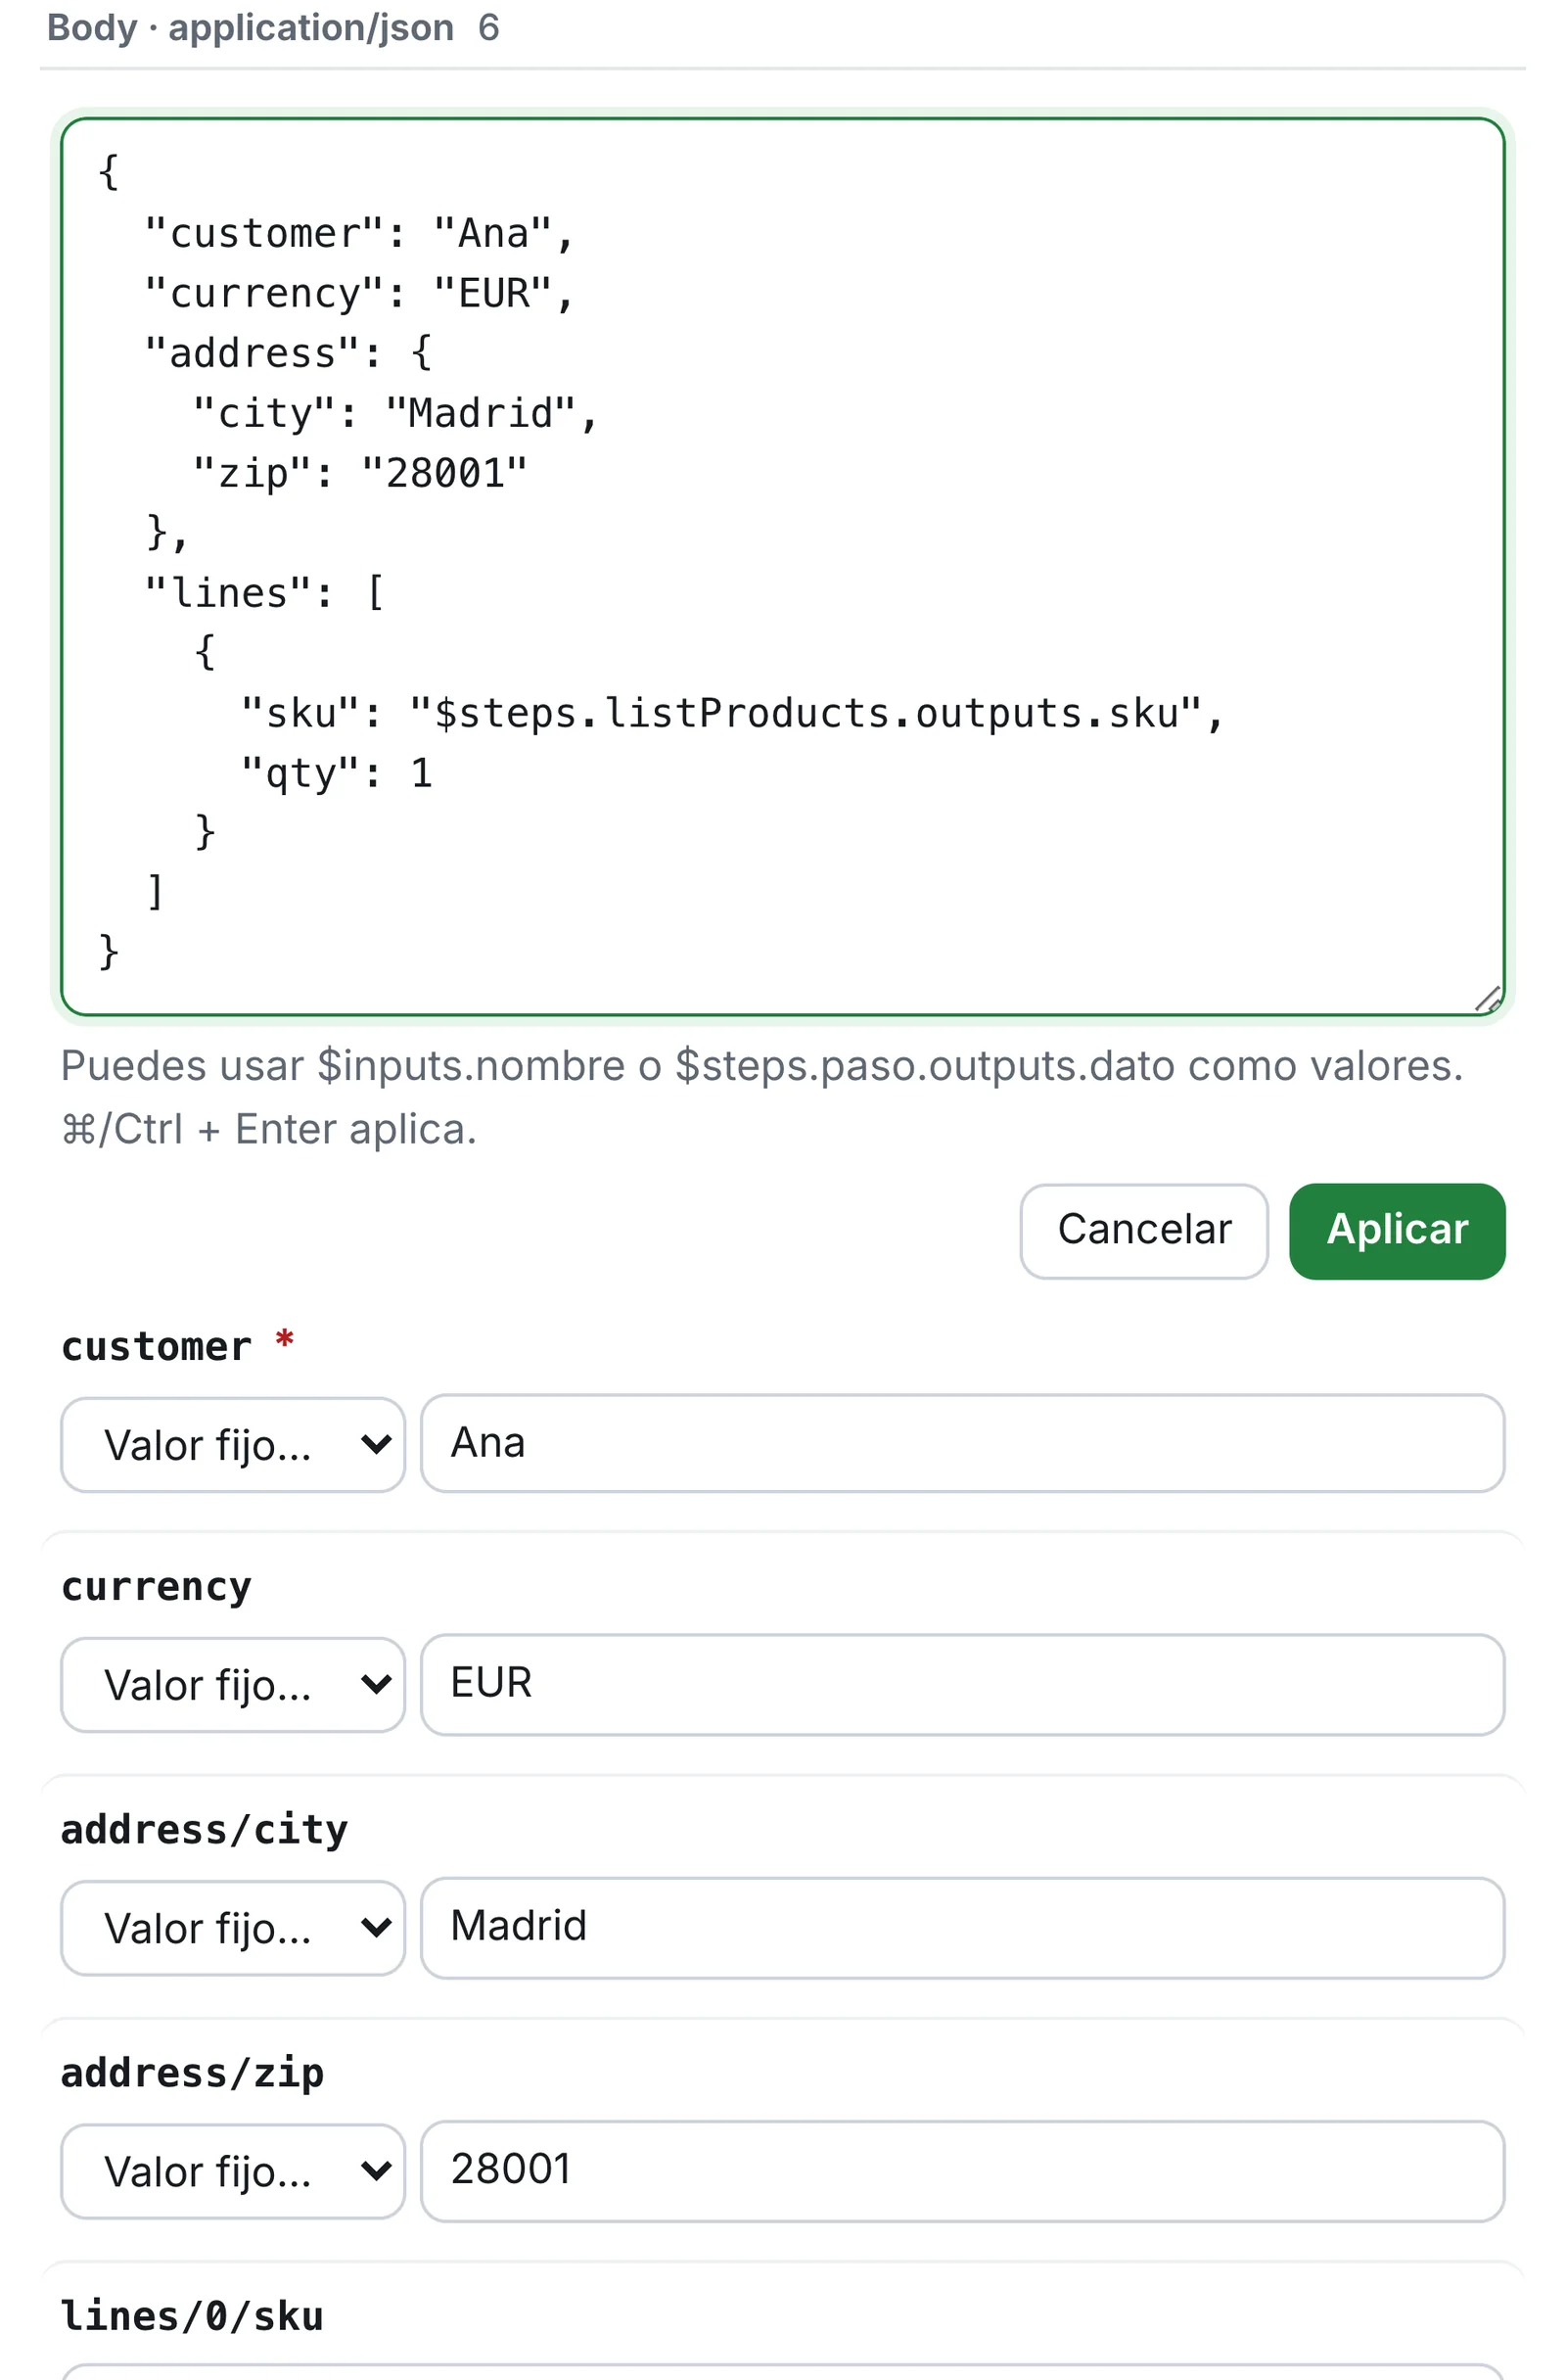 Body · application/json 6
{
  "customer": "Ana",
  "currency": "EUR",
  "address": {
    "city": "Madrid",
    "zip": "28001"
  },
  "lines": [
    {
      "sku": "$steps.listProducts.outputs.sku",
      "qty": 1
    }
  ]
}
Puedes usar $inputs.nombre o $steps.paso.outputs.dato como valores.
⌘/Ctrl + Enter aplica.
Cancelar Aplicar
customer *
Valor fijo... Ana
currency
Valor fijo... EUR
address/city
Valor fijo... Madrid
address/zip
Valor fijo... 28001
lines/0/sku